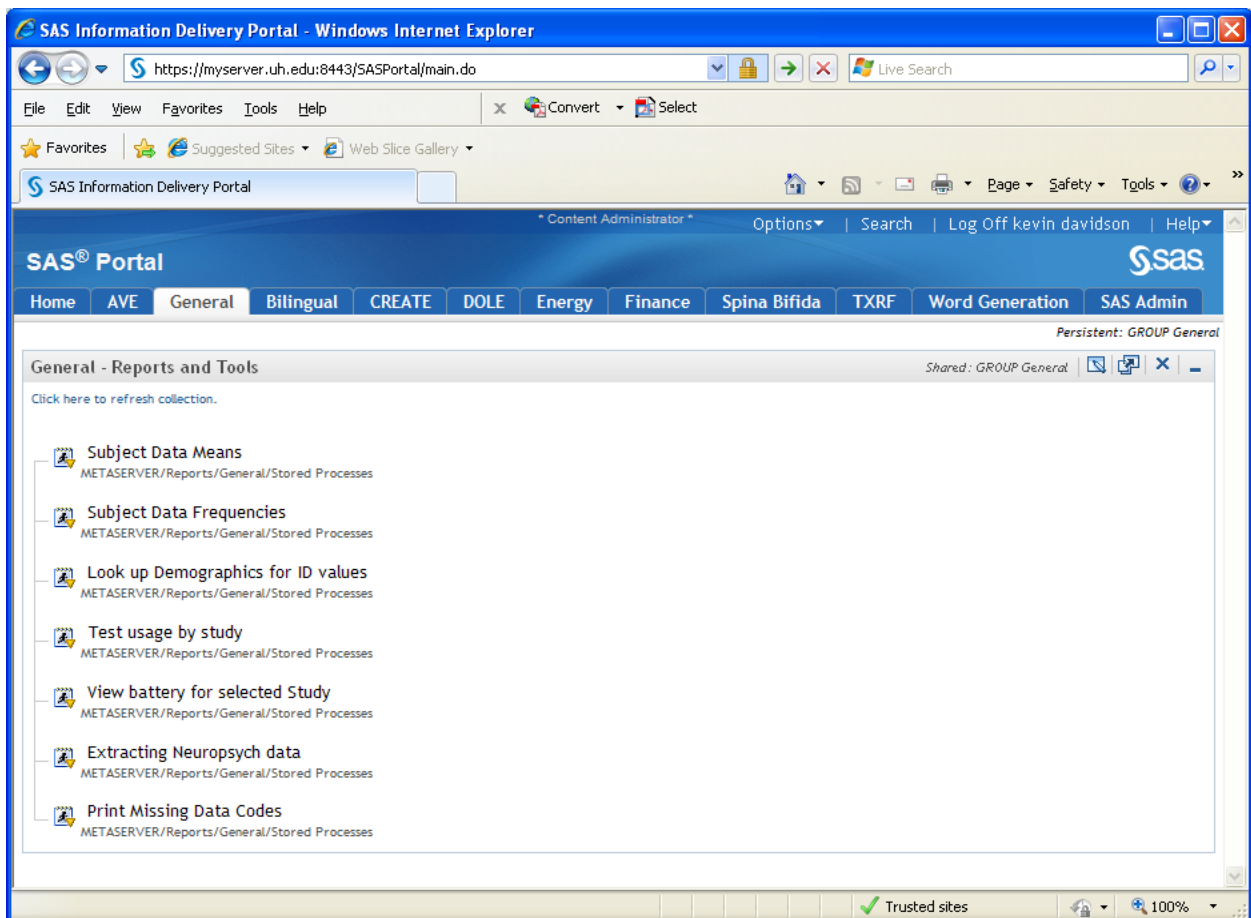 SAS Information Delivery Portal - Windows Internet Explorer
https://myserver.uh.edu:8443/SASPortal/main.do Live Search
File Edit View Favorites Tools Help x Convert Select
Favorites Suggested Sites Web Slice Gallery
SAS Information Delivery Portal Page Safety Tools »
* Content Administrator * Options | Search | Log Off kevin davidson | Help
SAS® Portal sas
Home AVE General Bilingual CREATE DOLE Energy Finance Spina Bifida TXRF Word Generation SAS Admin
Persistent: GROUP General
General - Reports and Tools Shared: GROUP General
Click here to refresh collection.
Subject Data Means
METASERVER/Reports/General/Stored Processes
Subject Data Frequencies
METASERVER/Reports/General/Stored Processes
Look up Demographics for ID values
METASERVER/Reports/General/Stored Processes
Test usage by study
METASERVER/Reports/General/Stored Processes
View battery for selected Study
METASERVER/Reports/General/Stored Processes
Extracting Neuropsych data
METASERVER/Reports/General/Stored Processes
Print Missing Data Codes
METASERVER/Reports/General/Stored Processes
Trusted sites 100%